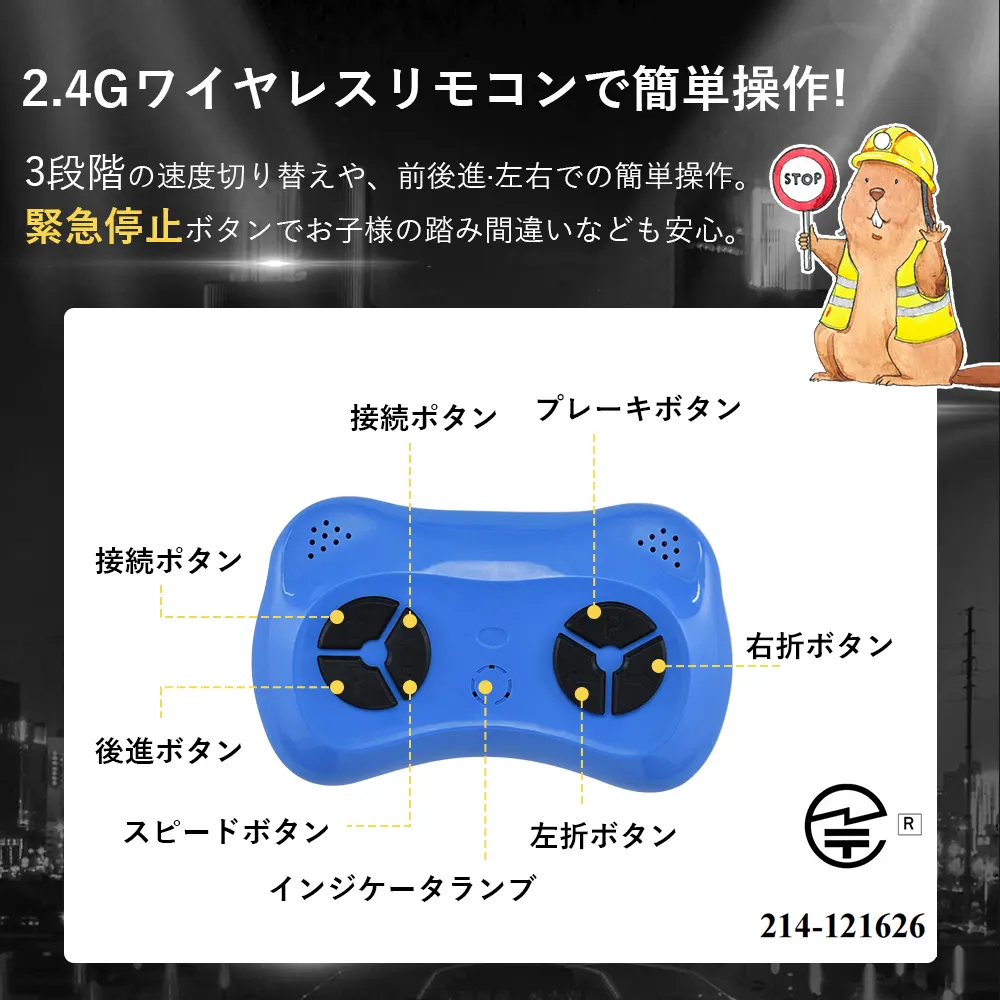 2.4Gワイヤレスリモコンで簡単操作!
3段階の速度切り替えや、前後進·左右での簡単操作。
緊急停止ボタンでお子様の踏み間違いなども安心。
STOP
接続ポタン
プレーキボタン
接続ポタン
P
右折ボタン
後進ボタン
スピードボタン
左折ボタン
インジケータランブ
R
214-121626